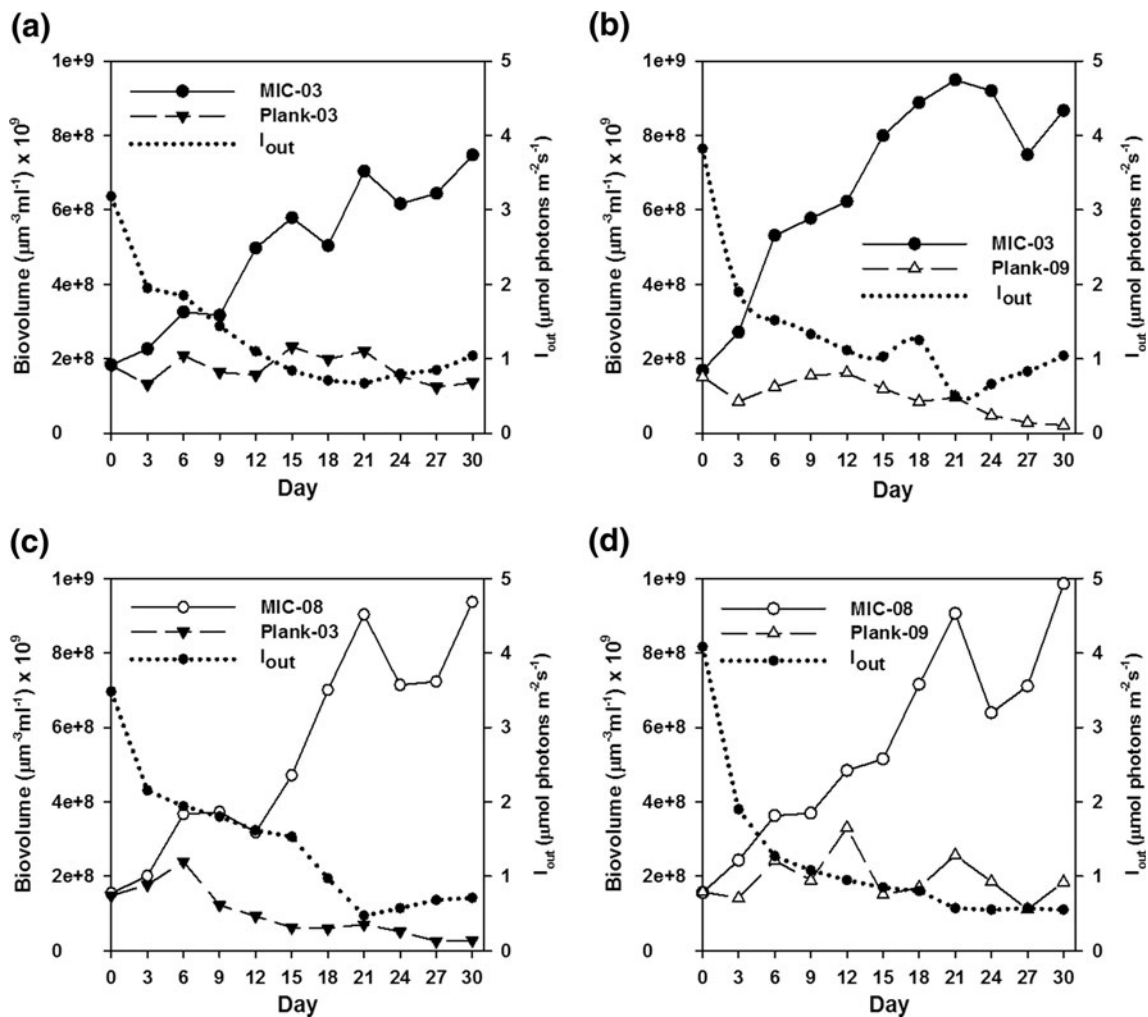 (a)
1e+9
8e+8
6e+8
4e+8
2e+8
0
Biovolume (µm⁻³ml⁻¹) x 10⁹
MIC-03
Plank-03
I_out
5
4
3
2
1
0
I_out (µmol photons m⁻²s⁻¹)
0 3 6 9 12 15 18 21 24 27 30
Day
(b)
1e+9
8e+8
6e+8
4e+8
2e+8
0
Biovolume (µm⁻³ml⁻¹) x 10⁹
MIC-03
Plank-09
I_out
5
4
3
2
1
0
I_out (µmol photons m⁻²s⁻¹)
0 3 6 9 12 15 18 21 24 27 30
Day
(c)
1e+9
8e+8
6e+8
4e+8
2e+8
0
Biovolume (µm⁻³ml⁻¹) x 10⁹
MIC-08
Plank-03
I_out
5
4
3
2
1
0
I_out (µmol photons m⁻²s⁻¹)
0 3 6 9 12 15 18 21 24 27 30
Day
(d)
1e+9
8e+8
6e+8
4e+8
2e+8
0
Biovolume (µm⁻³ml⁻¹) x 10⁹
MIC-08
Plank-09
I_out
5
4
3
2
1
0
I_out (µmol photons m⁻²s⁻¹)
0 3 6 9 12 15 18 21 24 27 30
Day